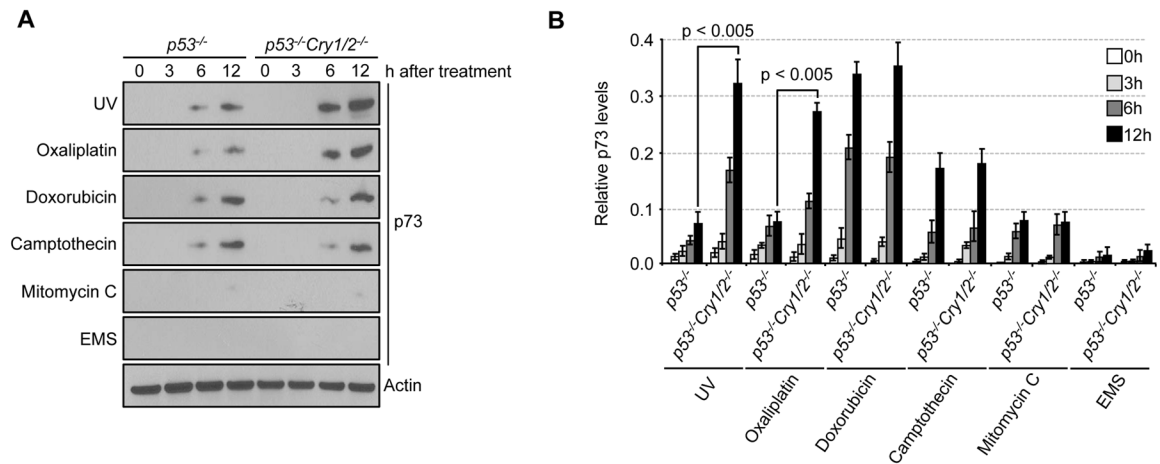 A
p53-/-
p53-/-Cry1/2-/-
0 3 6 12 0 3 6 12 h after treatment
UV
Oxaliplatin
Doxorubicin
Camptothecin
Mitomycin C
EMS
p73
Actin
B
Relative p73 levels
0.4
0.3
0.2
0.1
0.0
p < 0.005
p < 0.005
0h
3h
6h
12h
p53-/-
p53-/-Cry1/2-/-
p53-/-
p53-/-Cry1/2-/-
p53-/-
p53-/-Cry1/2-/-
p53-/-
p53-/-Cry1/2-/-
p53-/-
p53-/-Cry1/2-/-
p53-/-
p53-/-Cry1/2-/-
UV
Oxaliplatin
Doxorubicin
Camptothecin
Mitomycin C
EMS